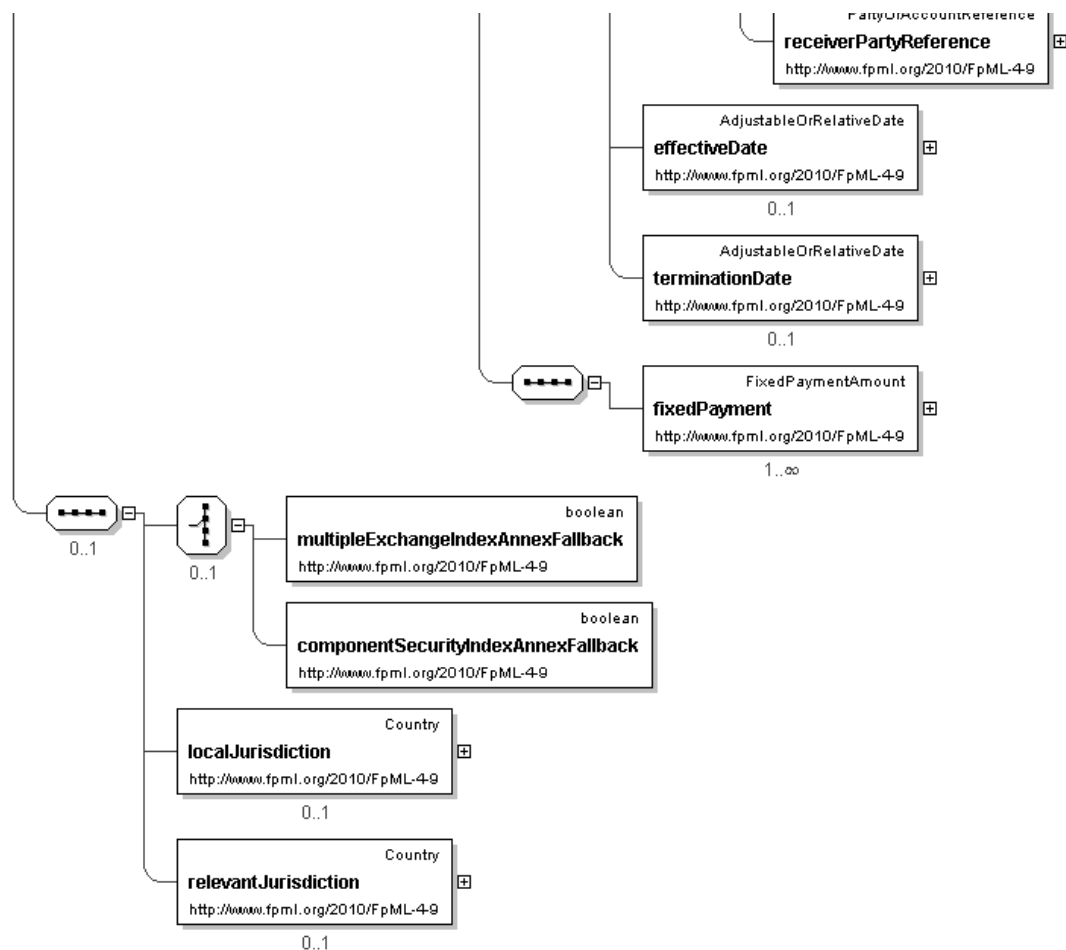 PartyOrAccountReference
receiverPartyReference
http://www.fpml.org/2010/FpML-4-9
AdjustableOrRelativeDate
effectiveDate
http://www.fpml.org/2010/FpML-4-9
0..1
AdjustableOrRelativeDate
terminationDate
http://www.fpml.org/2010/FpML-4-9
0..1
FixedPaymentAmount
fixedPayment
http://www.fpml.org/2010/FpML-4-9
1..∞
0..1
0..1
boolean
multipleExchangeIndexAnnexFallback
http://www.fpml.org/2010/FpML-4-9
boolean
componentSecurityIndexAnnexFallback
http://www.fpml.org/2010/FpML-4-9
Country
localJurisdiction
http://www.fpml.org/2010/FpML-4-9
0..1
Country
relevantJurisdiction
http://www.fpml.org/2010/FpML-4-9
0..1